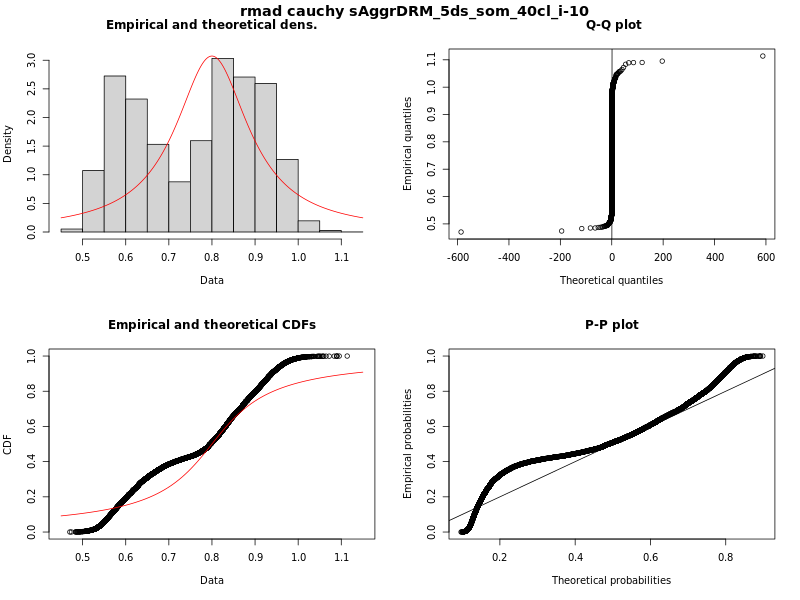 rmad cauchy sAggrDRM_5ds_som_40cl_i-10
Empirical and theoretical dens.
Density
0.0 0.5 1.0 1.5 2.0 2.5 3.0
0.5 0.6 0.7 0.8 0.9 1.0 1.1
Data
Q-Q plot
Empirical quantiles
0.5 0.6 0.7 0.8 0.9 1.0 1.1
-600 -400 -200 0 200 400 600
Theoretical quantiles
Empirical and theoretical CDFs
CDF
0.0 0.2 0.4 0.6 0.8 1.0
0.5 0.6 0.7 0.8 0.9 1.0 1.1
Data
P-P plot
Empirical probabilities
0.0 0.2 0.4 0.6 0.8 1.0
0.2 0.4 0.6 0.8
Theoretical probabilities